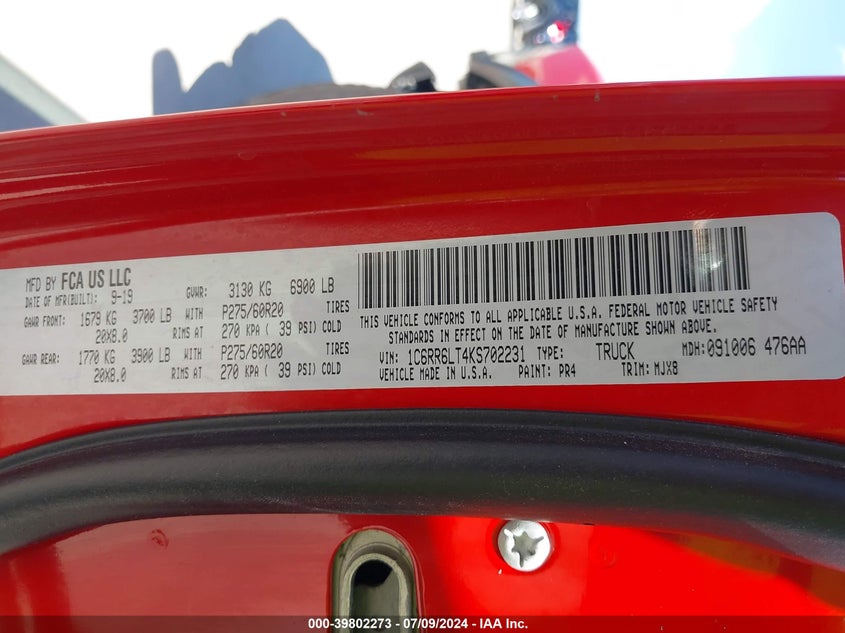 MFD BY FCA US LLC
DATE OF MFR(BUILT): 9-19 GVWR: 3130 KG 6900 LB
GAWR FRONT: 1679 KG 3700 LB WITH P275/60R20 TIRES
20X8.0 RIMS AT 270 KPA ( 39 PSI) COLD
GAWR REAR: 1770 KG 3900 LB WITH P275/60R20 TIRES
20X8.0 RIMS AT 270 KPA ( 39 PSI) COLD
THIS VEHICLE CONFORMS TO ALL APPLICABLE U.S.A. FEDERAL MOTOR VEHICLE SAFETY
STANDARDS IN EFFECT ON THE DATE OF MANUFACTURE SHOWN ABOVE.
VIN: 1C6RR6LT4KS702231 TYPE: TRUCK MDH:091006 476AA
VEHICLE MADE IN U.S.A. PAINT: PR4 TRIM: MJX8
000-39802273 - 07/09/2024 - IAA Inc.